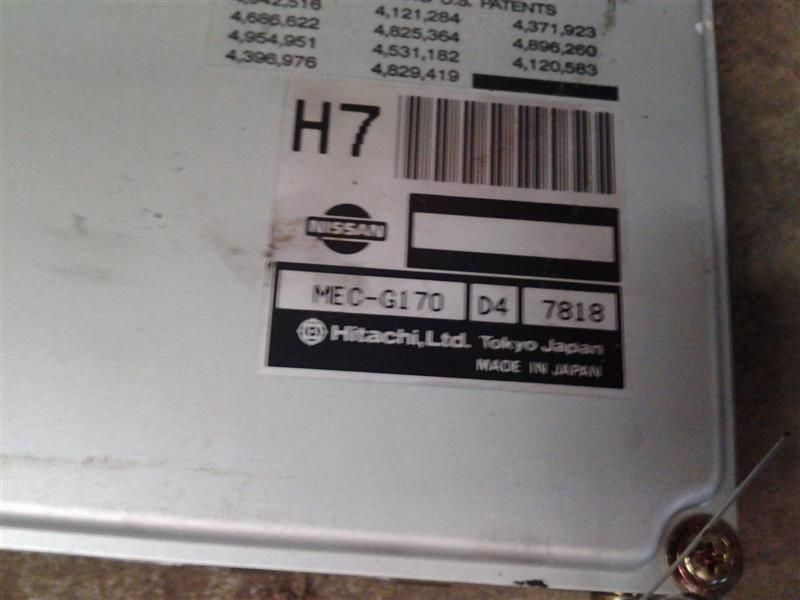 U.S. PATENTS
4,121,284 4,371,923
4,686,622 4,825,364 4,896,260
4,954,951 4,531,182 4,120,583
4,396,976 4,829,419
H7
NISSAN
MEC-G170 D4 7818
Hitachi, Ltd. Tokyo Japan
MADE IN JAPAN